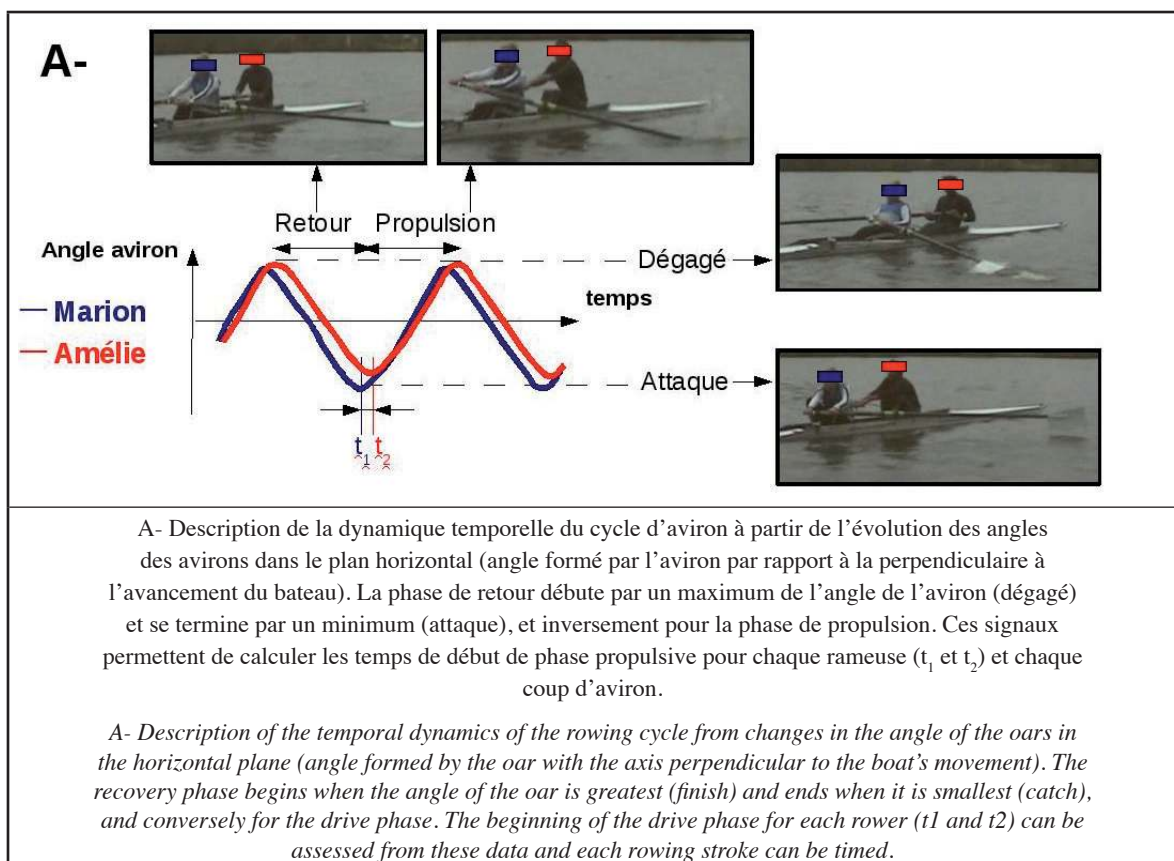 A-
Retour Propulsion
Angle aviron
Dégagé
temps
Marion
Amélie
Attaque
t1 t2
A- Description de la dynamique temporelle du cycle d’aviron à partir de l’évolution des angles
des avirons dans le plan horizontal (angle formé par l’aviron par rapport à la perpendiculaire à
l’avancement du bateau). La phase de retour débute par un maximum de l’angle de l’aviron (dégagé)
et se termine par un minimum (attaque), et inversement pour la phase de propulsion. Ces signaux
permettent de calculer les temps de début de phase propulsive pour chaque rameuse (t1 et t2) et chaque
coup d’aviron.
A- Description of the temporal dynamics of the rowing cycle from changes in the angle of the oars in
the horizontal plane (angle formed by the oar with the axis perpendicular to the boat’s movement). The
recovery phase begins when the angle of the oar is greatest (finish) and ends when it is smallest (catch),
and conversely for the drive phase. The beginning of the drive phase for each rower (t1 and t2) can be
assessed from these data and each rowing stroke can be timed.